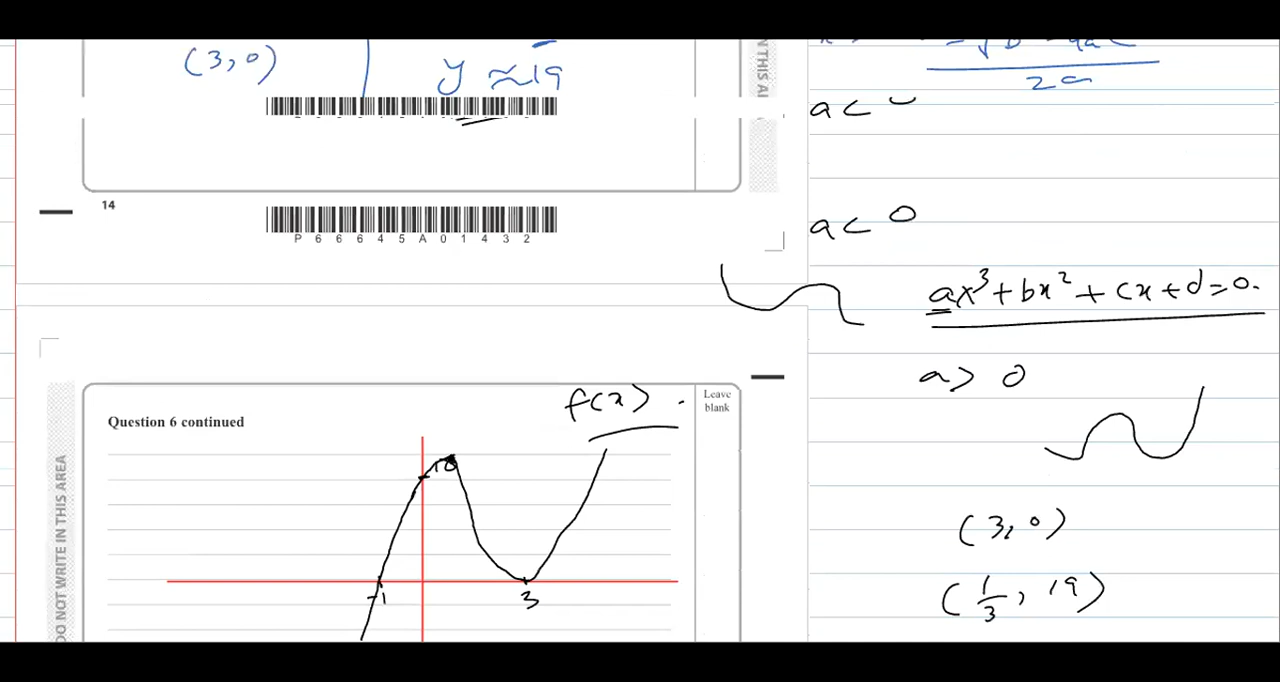 (3, 0)
y ≈ 19
2a
a <
14
P 6 6 6 4 5 A 0 1 4 3 2
a < 0
ax³ + bx² + cx + d = 0.
a > 0
Leave
blank
f(x)
Question 6 continued
DO NOT WRITE IN THIS AREA
N THIS A
-1
3
(3, 0)
(1/3, 19)